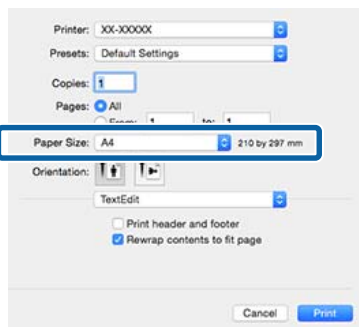 Printer: XX-XXXXX
Presets: Default Settings
Copies: 1
Pages: All
From: 1 to: 1
Paper Size: A4 210 by 297 mm
Orientation:
TextEdit
Print header and footer
Rewrap contents to fit page
Cancel Print